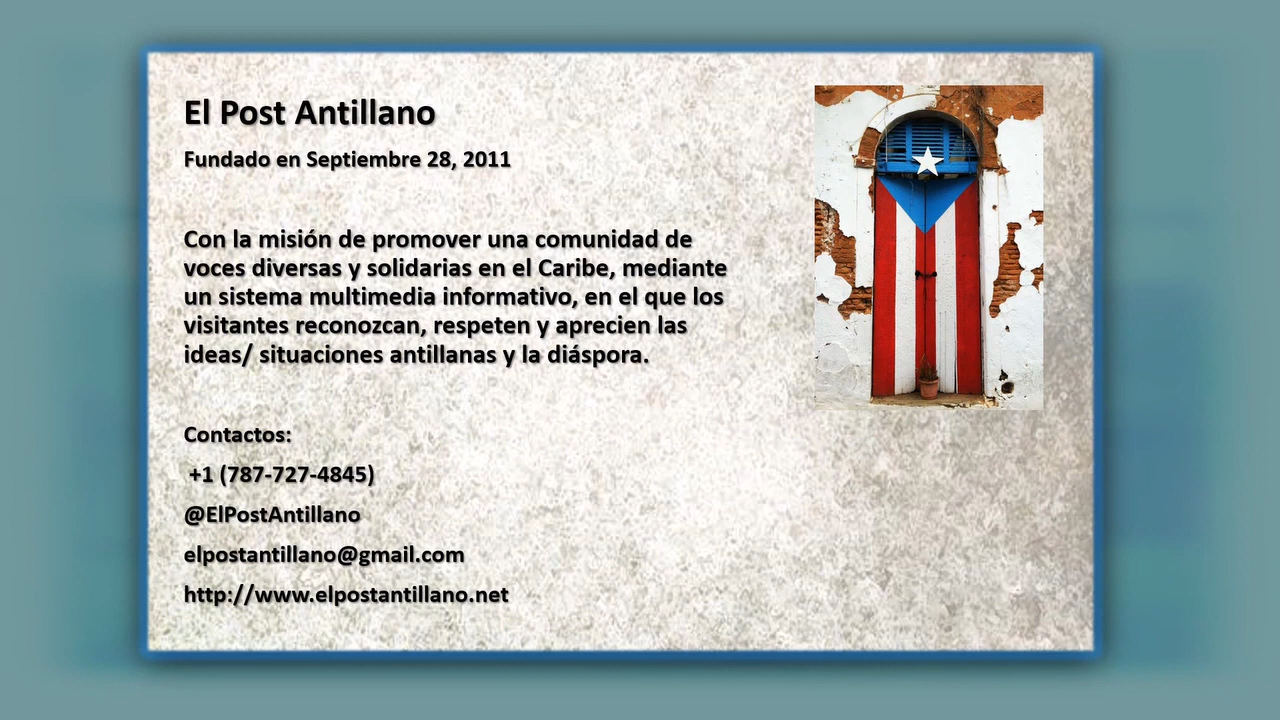 El Post Antillano
Fundado en Septiembre 28, 2011
Con la misión de promover una comunidad de
voces diversas y solidarias en el Caribe, mediante
un sistema multimedia informativo, en el que los
visitantes reconozcan, respeten y aprecien las
ideas/ situaciones antillanas y la diáspora.
Contactos:
+1 (787-727-4845)
@ElPostAntillano
elpostantillano@gmail.com
http://www.elpostantillano.net